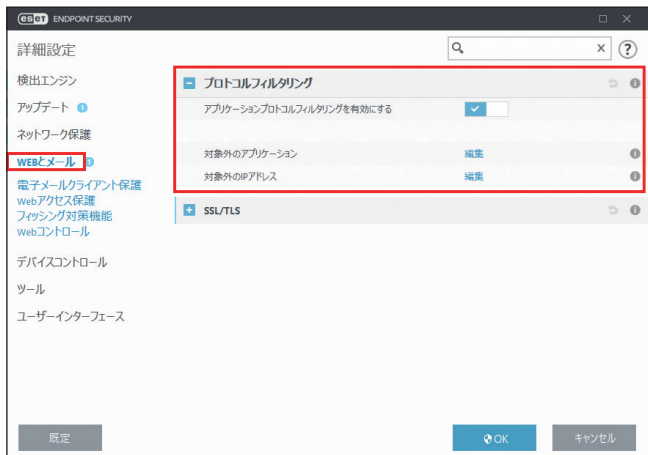 eset ENDPOINT SECURITY
詳細設定
検出エンジン
アップデート 1
ネットワーク保護
WEBとメール 1
電子メールクライアント保護
Webアクセス保護
フィッシング対策機能
Webコントロール
デバイスコントロール
ツール
ユーザーインターフェース
プロトコルフィルタリング
アプリケーションプロトコルフィルタリングを有効にする
対象外のアプリケーション 編集
対象外のIPアドレス 編集
SSL/TLS
既定
OK
キャンセル